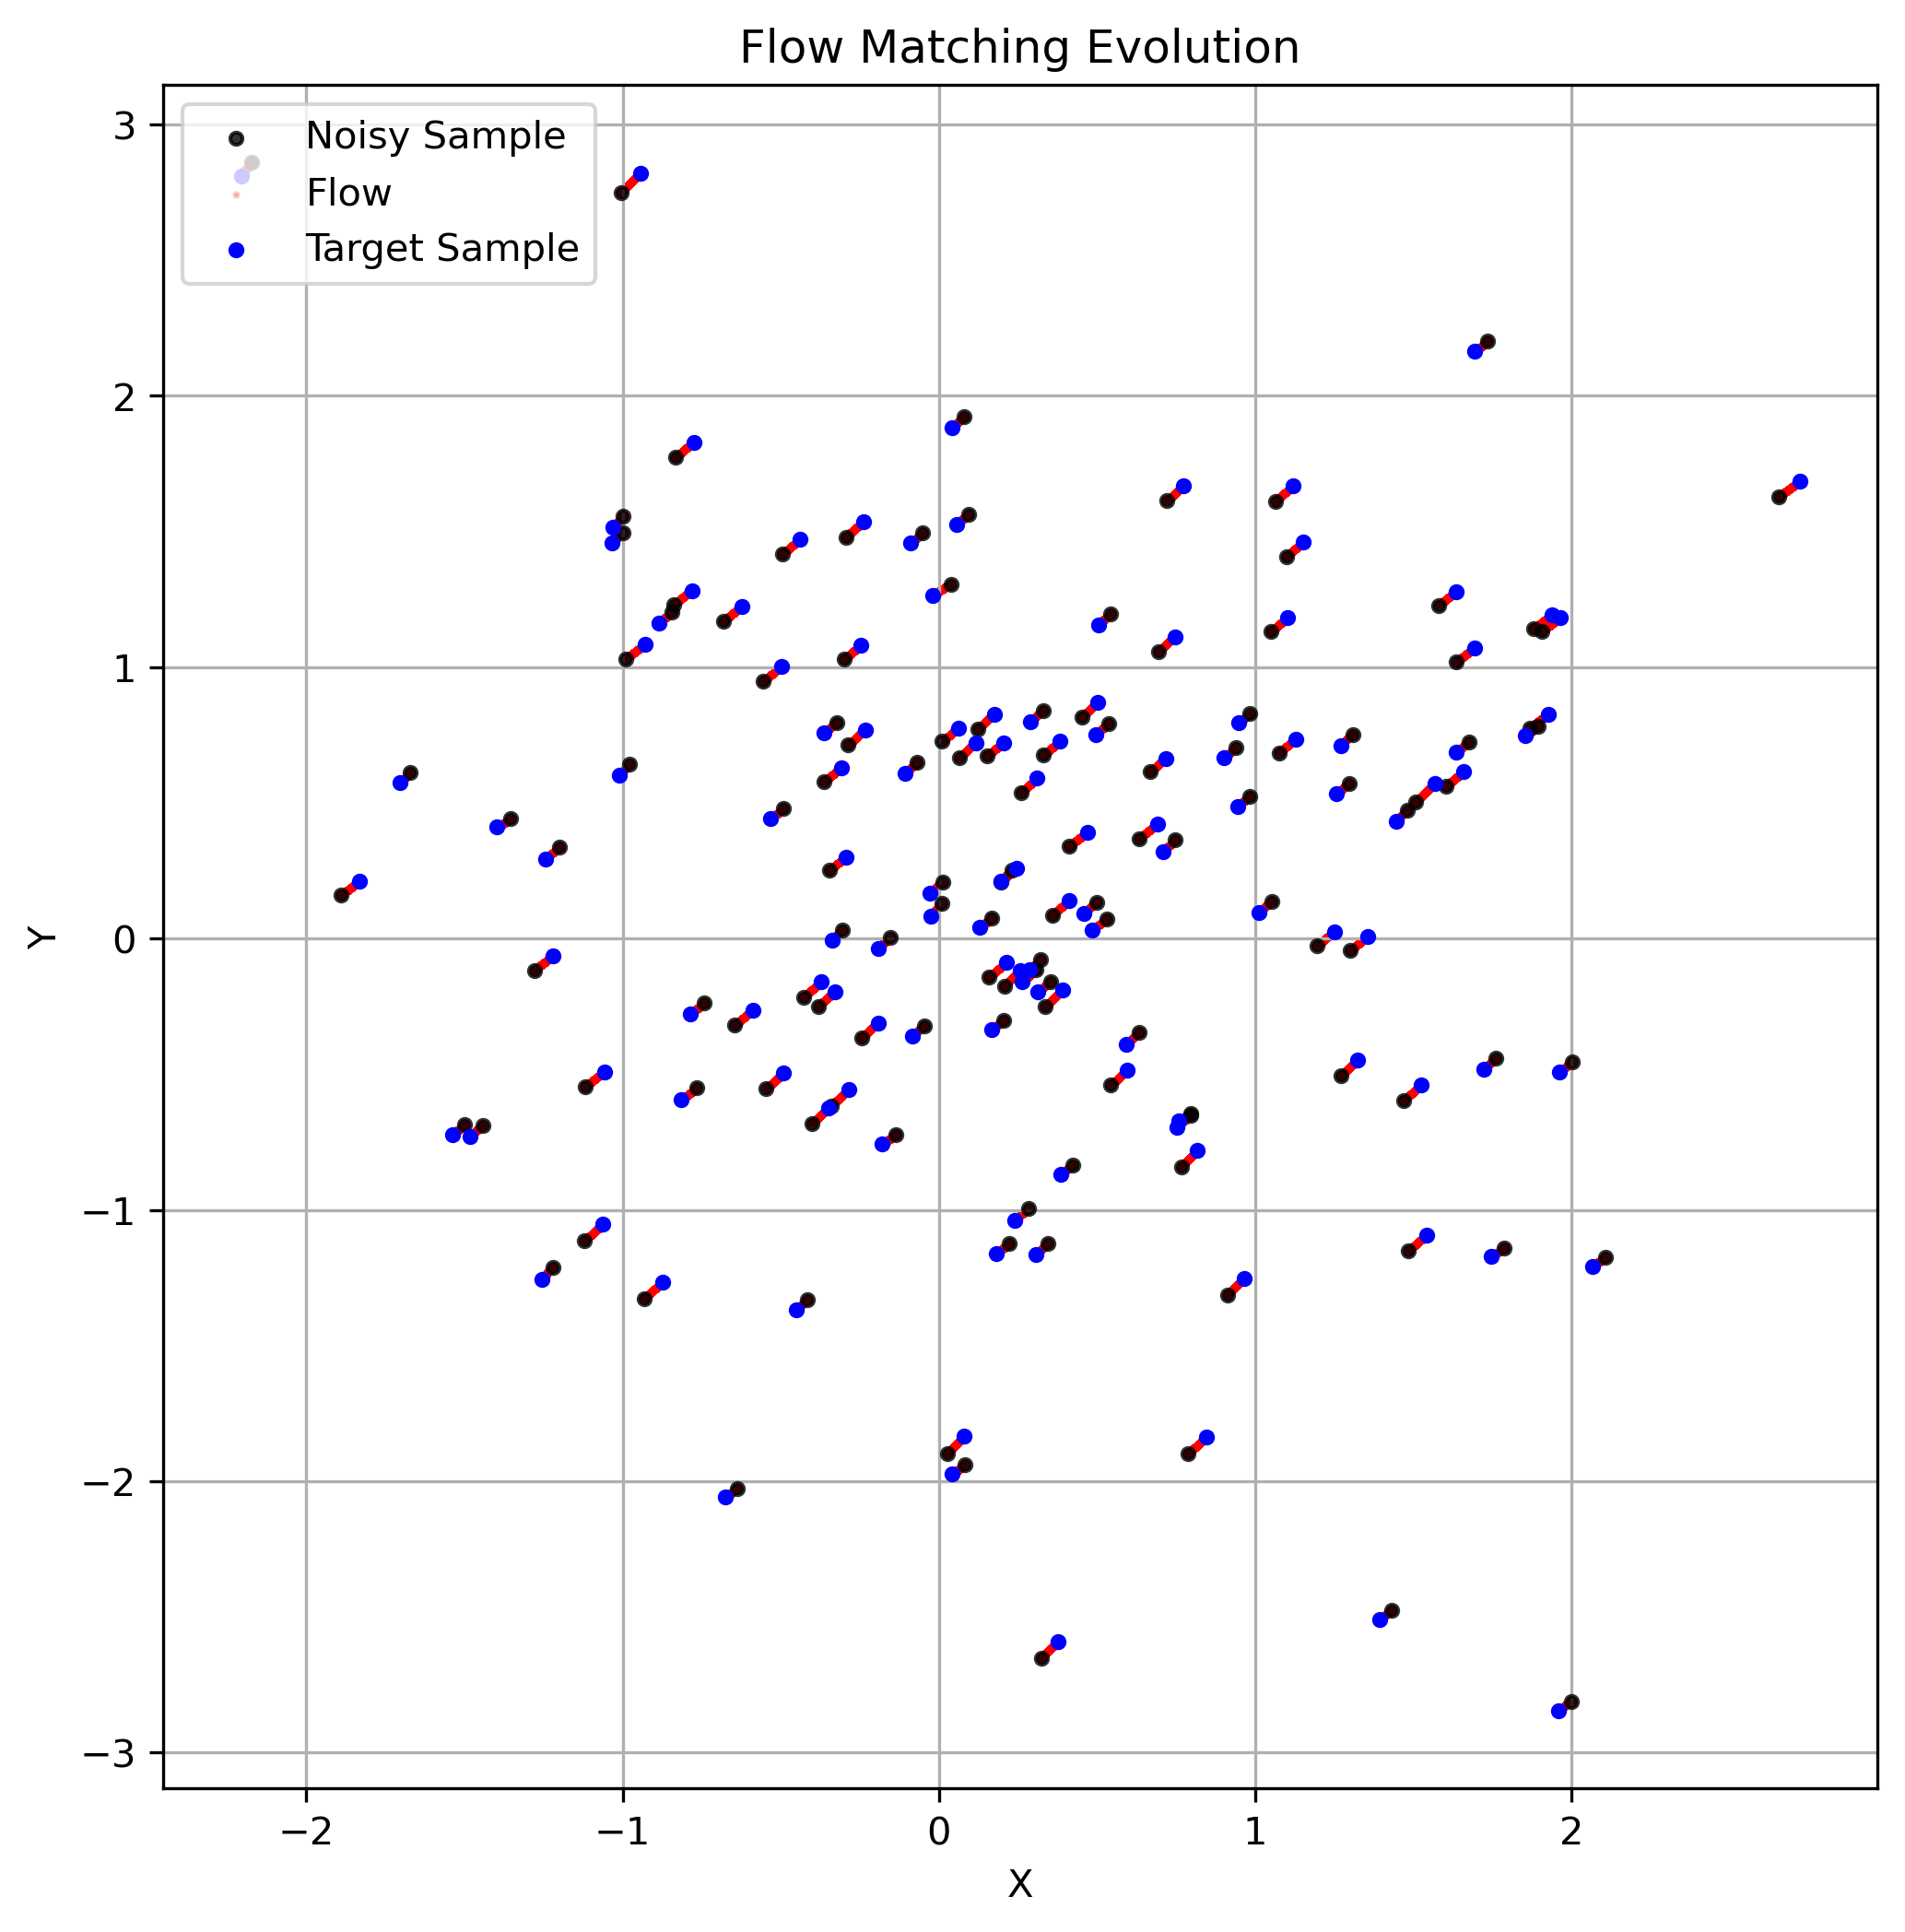 Flow Matching Evolution
Noisy Sample
Flow
Target Sample
3
2
1
0
−1
−2
−3
Y
−2
−1
0
1
2
X